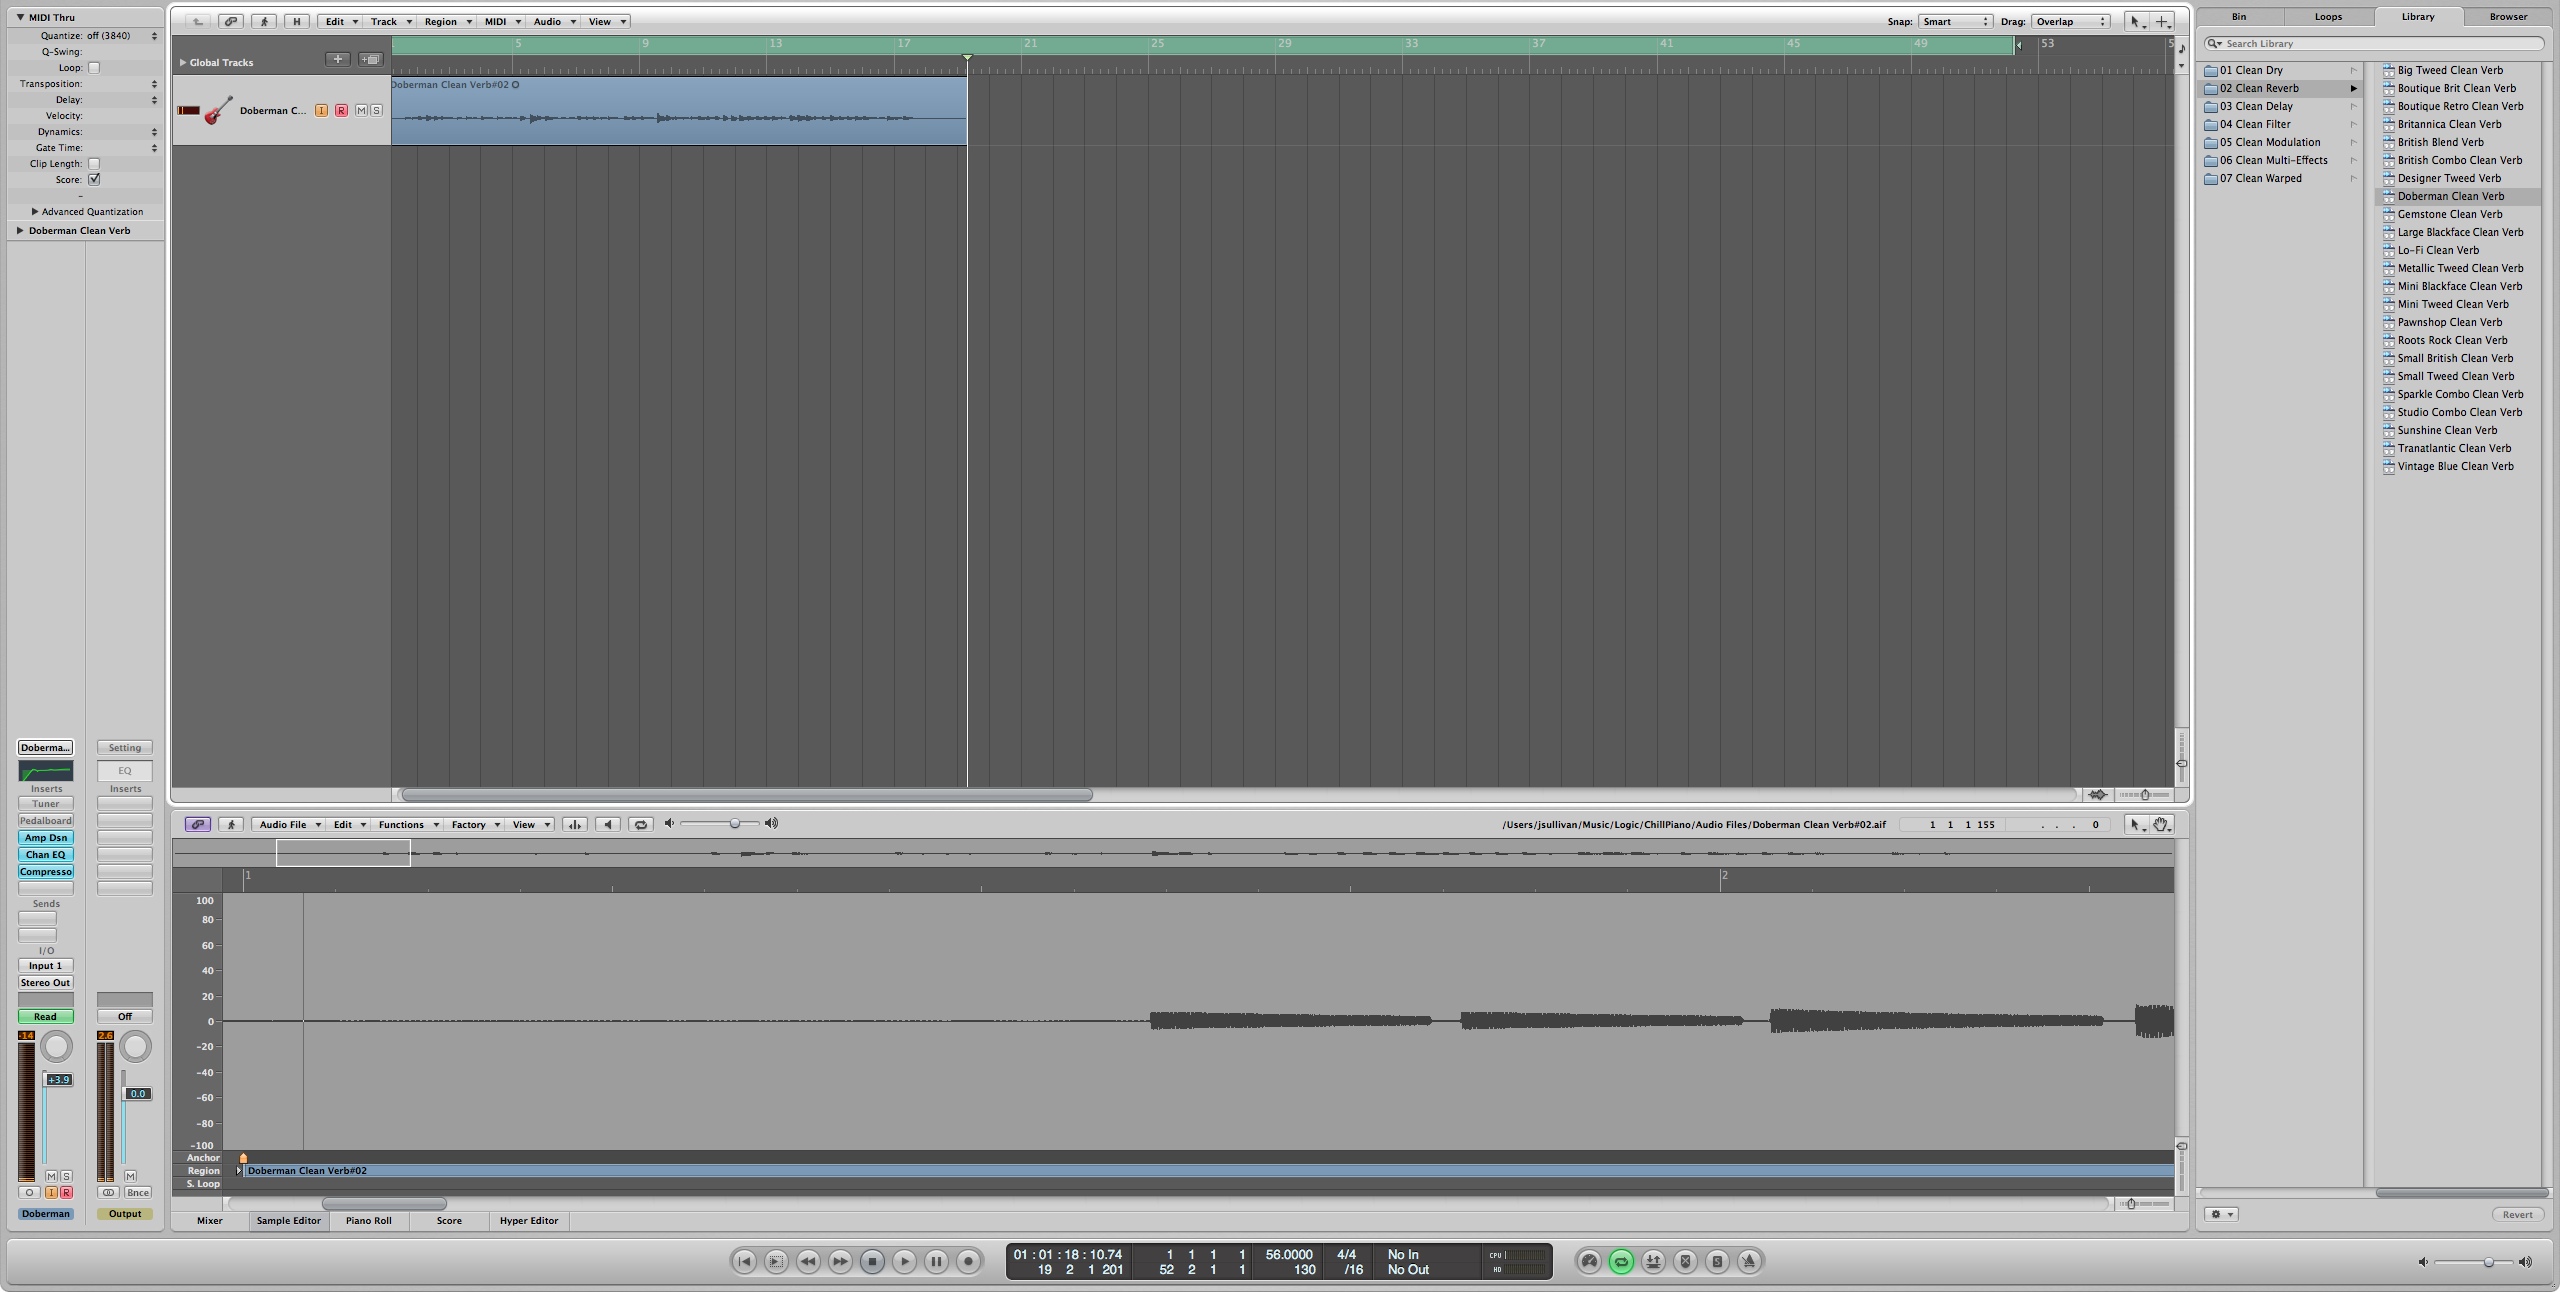 MIDI Thru
Quantize: off (3840)
Q-Swing:
Loop:
Transposition:
Delay:
Velocity:
Dynamics:
Gate Time:
Clip Length:
Score:
-
Advanced Quantization
Doberman Clean Verb
Doberma... Setting
EQ
Inserts Inserts
Tuner
Pedalboard
Amp Dsn
Chan EQ
Compresso
Sends
I/O
Input 1
Stereo Out
Read Off
-14 2.6
+3.9 0.0
M S M
I R Bnce
Doberman Output
H Edit Track Region MIDI Audio View Snap: Smart Drag: Overlap
5 9 13 17 21 25 29 33 37 41 45 49 53 5
Global Tracks
Doberman C... I R M S
Doberman Clean Verb#02
Audio File Edit Functions Factory View /Users/jsullivan/Music/Logic/ChillPiano/Audio Files/Doberman Clean Verb#02.aif 1 1 1 155 . . . 0
1 2
100
80
60
40
20
0
-20
-40
-60
-80
-100
Anchor
Region Doberman Clean Verb#02
S. Loop
Mixer Sample Editor Piano Roll Score Hyper Editor
01:01:18:10.74 1 1 1 1 56.0000 4/4 No In CPU
19 2 1 201 52 2 1 1 130 /16 No Out HD
S
Bin Loops Library Browser
Search Library
01 Clean Dry
02 Clean Reverb
03 Clean Delay
04 Clean Filter
05 Clean Modulation
06 Clean Multi-Effects
07 Clean Warped
Big Tweed Clean Verb
Boutique Brit Clean Verb
Boutique Retro Clean Verb
Britannica Clean Verb
British Blend Verb
British Combo Clean Verb
Designer Tweed Verb
Doberman Clean Verb
Gemstone Clean Verb
Large Blackface Clean Verb
Lo-Fi Clean Verb
Metallic Tweed Clean Verb
Mini Blackface Clean Verb
Mini Tweed Clean Verb
Pawnshop Clean Verb
Roots Rock Clean Verb
Small British Clean Verb
Small Tweed Clean Verb
Sparkle Combo Clean Verb
Studio Combo Clean Verb
Sunshine Clean Verb
Tranatlantic Clean Verb
Vintage Blue Clean Verb
Revert